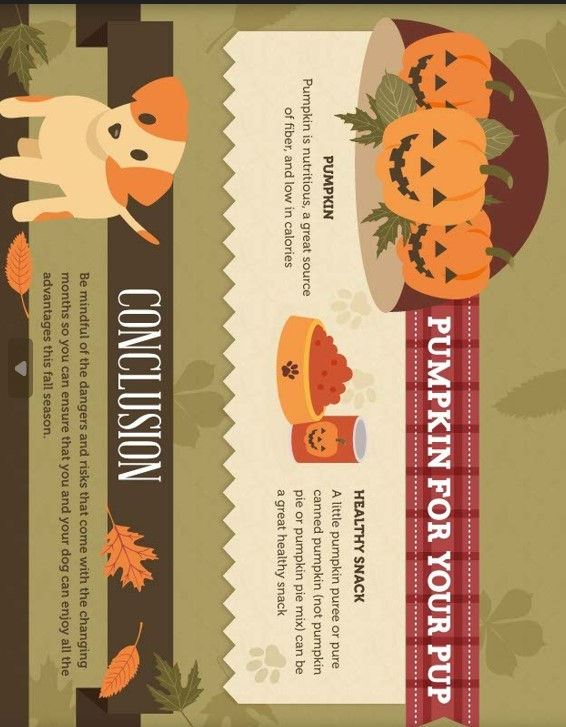 PUMPKIN FOR YOUR PUP
PUMPKIN
Pumpkin is nutritious, a great source
of fiber, and low in calories
HEALTHY SNACK
A little pumpkin puree or pure
canned pumpkin (not pumpkin
pie or pumpkin pie mix) can be
a great healthy snack
CONCLUSION
Be mindful of the dangers and risks that come with the changing
months so you can ensure that you and your dog can enjoy all the
advantages this fall season.